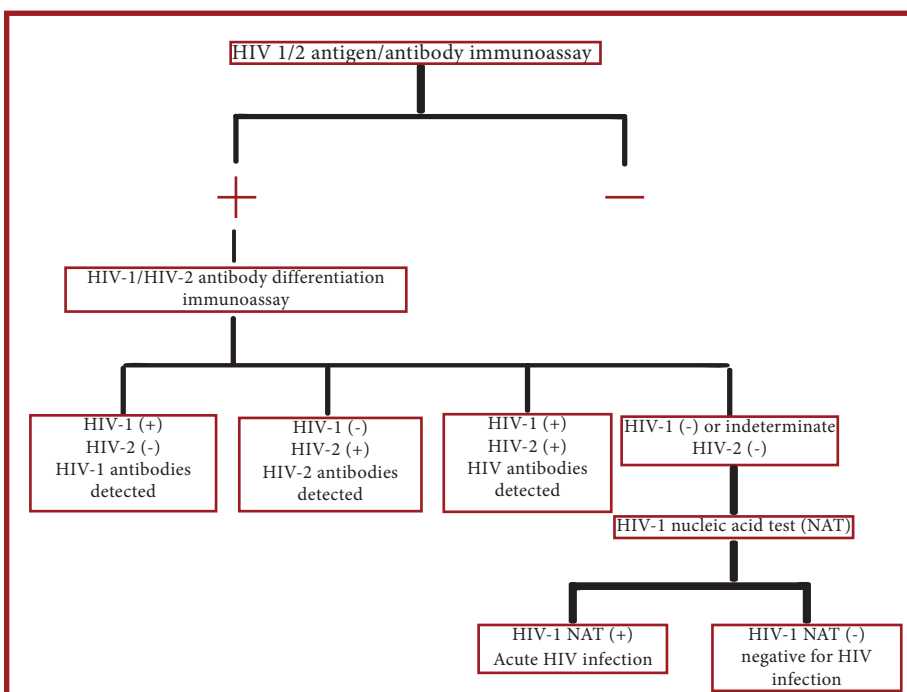 HIV 1/2 antigen/antibody immunoassay
+
—
HIV-1/HIV-2 antibody differentiation
immunoassay
HIV-1 (+)
HIV-2 (-)
HIV-1 antibodies
detected
HIV-1 (-)
HIV-2 (+)
HIV-2 antibodies
detected
HIV-1 (+)
HIV-2 (+)
HIV antibodies
detected
HIV-1 (-) or indeterminate
HIV-2 (-)
HIV-1 nucleic acid test (NAT)
HIV-1 NAT (+)
Acute HIV infection
HIV-1 NAT (-)
negative for HIV
infection